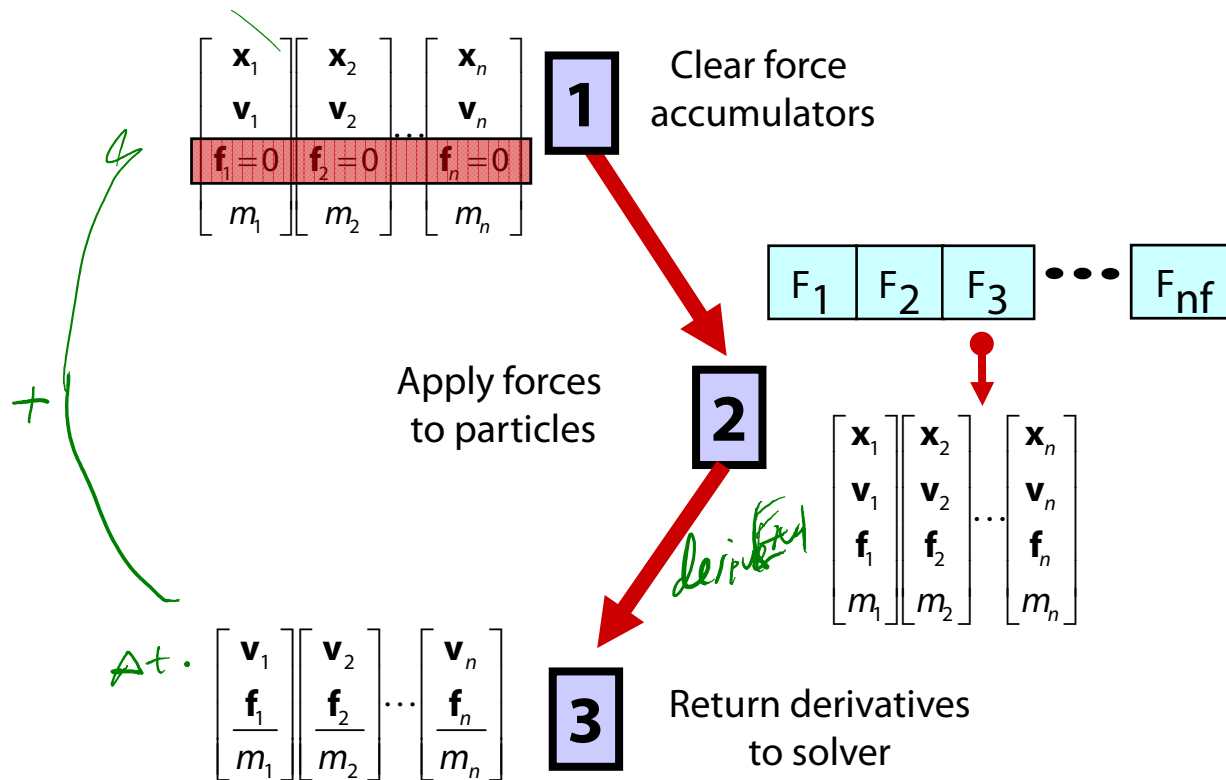 x₁ x₂ xₙ
v₁ v₂ ... vₙ
f₁ = 0 f₂ = 0 fₙ = 0
m₁ m₂ mₙ
1
Clear force
accumulators
F₁ F₂ F₃ •••• F_nf
+
Apply forces
to particles
2
x₁ x₂ xₙ
v₁ v₂ ... vₙ
f₁ f₂ fₙ
m₁ m₂ mₙ
Δt ·
v₁ v₂ ... vₙ
f₁/m₁ f₂/m₂ fₙ/mₙ
3
Return derivatives
to solver